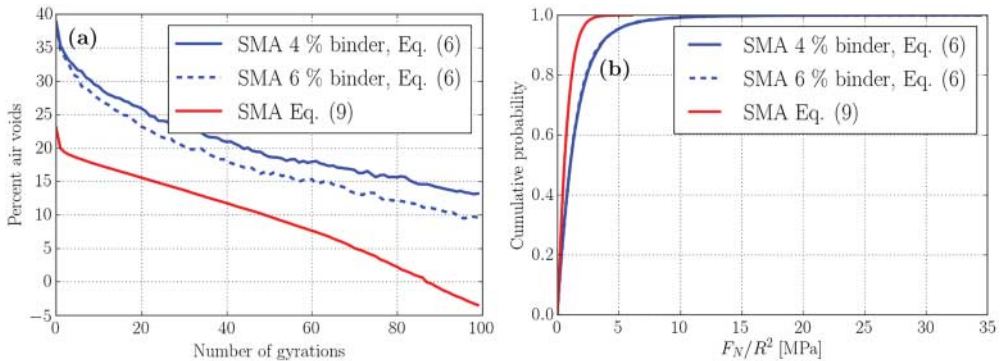 (a)
SMA 4 % binder, Eq. (6)
SMA 6 % binder, Eq. (6)
SMA Eq. (9)
Percent air voids
40
35
30
25
20
15
10
5
0
−5
0 20 40 60 80 100
Number of gyrations
(b)
SMA 4 % binder, Eq. (6)
SMA 6 % binder, Eq. (6)
SMA Eq. (9)
Cumulative probability
1.0
0.8
0.6
0.4
0.2
0.0
0 5 10 15 20 25 30 35
F_N/R² [MPa]